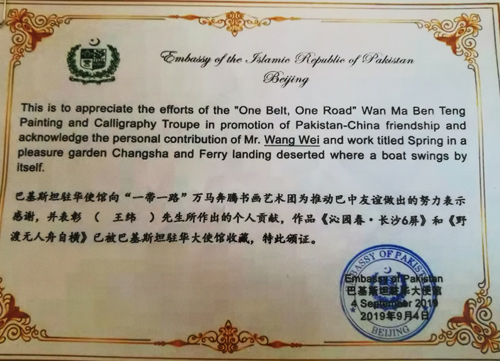 Embassy of the Islamic Republic of Pakistan
Beijing
This is to appreciate the efforts of the "One Belt, One Road" Wan Ma Ben Teng
Painting and Calligraphy Troupe in promotion of Pakistan-China friendship and
acknowledge the personal contribution of Mr. Wang Wei and work titled Spring in a
pleasure garden Changsha and Ferry landing deserted where a boat swings by
itself.
巴基斯坦驻华使馆向“一带一路”万马奔腾书画艺术团为推动巴中友谊做出的努力表示
感谢，并表彰（ 王纬 ）先生所作出的个人贡献，作品《沁园春·长沙6屏》和《野
渡无人舟自横》已被巴基斯坦驻华大使馆收藏，特此颁证。
EMBASSY OF PAKISTAN
Embassy of Pakistan
巴基斯坦驻华大使馆
4 September 2019
2019年9月4日
BEIJING